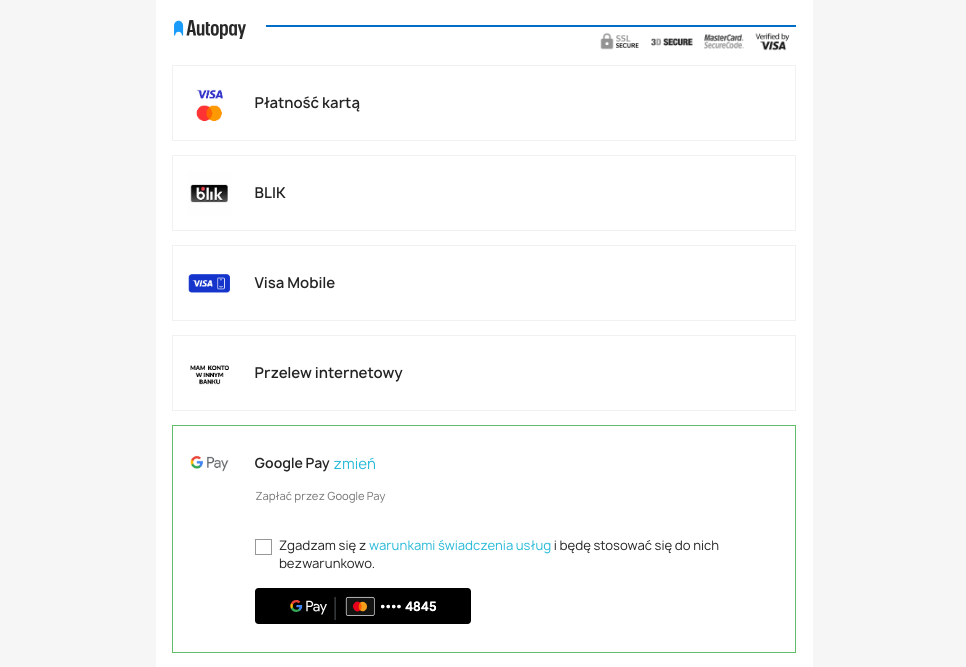 Autopay
SSL
SECURE
3D SECURE
MasterCard.
SecureCode.
Verified by
VISA
VISA
Płatność kartą
blik
BLIK
VISA
Visa Mobile
MAM KONTO
W INNYM
BANKU
Przelew internetowy
G Pay
Google Pay zmień
Zapłać przez Google Pay
Zgadzam się z warunkami świadczenia usług i będę stosować się do nich
bezwarunkowo.
G Pay •••• 4845